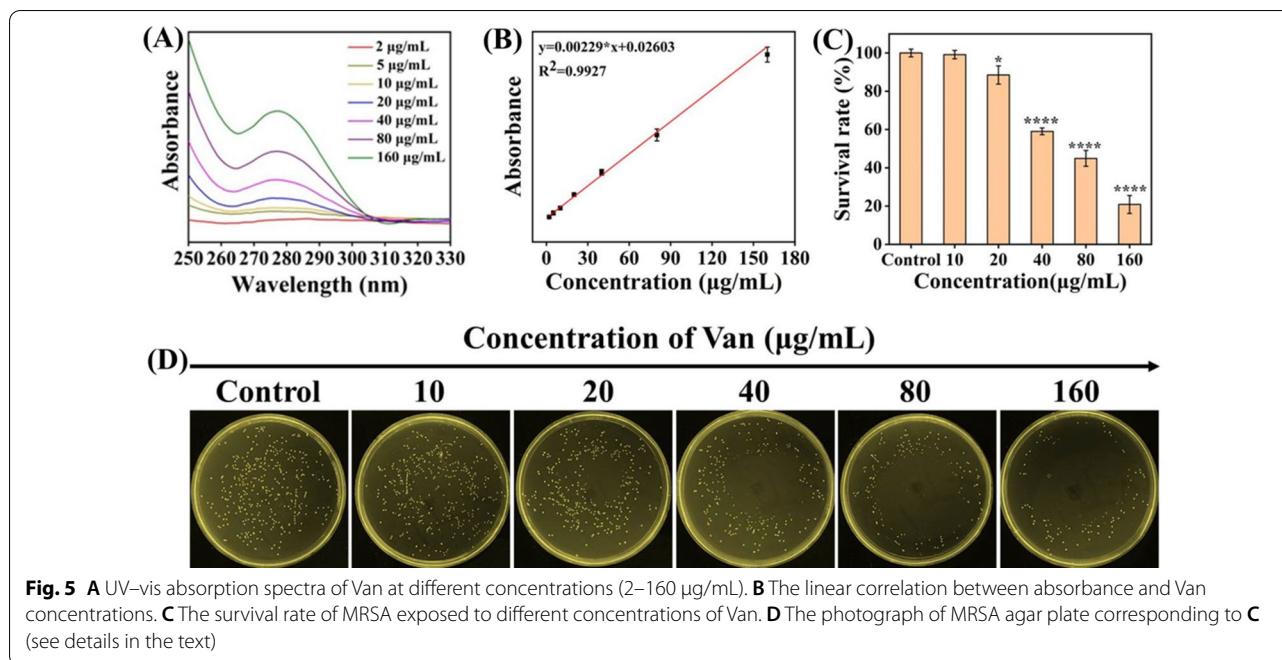 (A)
Absorbance
2 µg/mL
5 µg/mL
10 µg/mL
20 µg/mL
40 µg/mL
80 µg/mL
160 µg/mL
250 260 270 280 290 300 310 320 330
Wavelength (nm)
(B)
y=0.00229*x+0.02603
R²=0.9927
Absorbance
0 30 60 90 120 150 180
Concentration (µg/mL)
(C)
Survival rate (%)
100
80
60
40
20
0
*
****
****
****
Control 10 20 40 80 160
Concentration(µg/mL)
Concentration of Van (µg/mL)
(D)
Control 10 20 40 80 160
Fig. 5 A UV–vis absorption spectra of Van at different concentrations (2–160 µg/mL). B The linear correlation between absorbance and Van
concentrations. C The survival rate of MRSA exposed to different concentrations of Van. D The photograph of MRSA agar plate corresponding to C
(see details in the text)